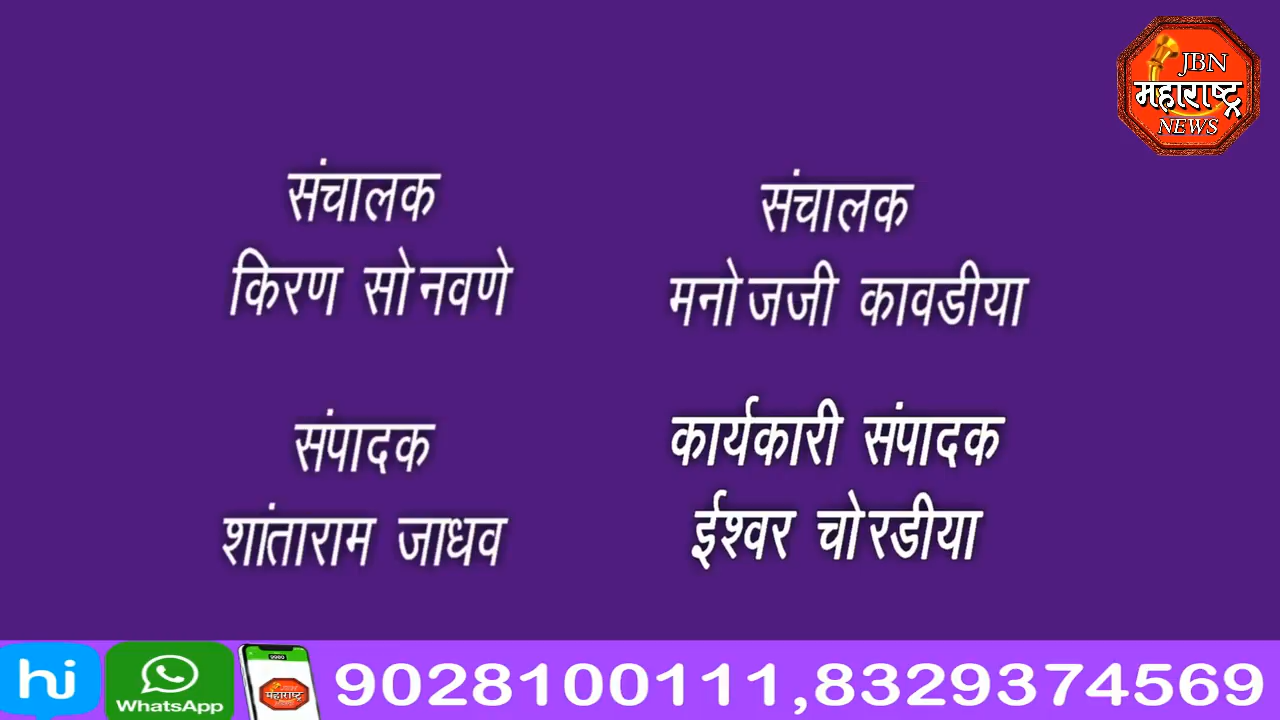 JBN
महाराष्ट्र
NEWS
संचालक
किरण सोनवणे
संचालक
मनोजजी कावडीया
संपादक
शांताराम जाधव
कार्यकारी संपादक
ईश्वर चोरडीया
hi
WhatsApp
महाराष्ट्र
9028100111,8329374569